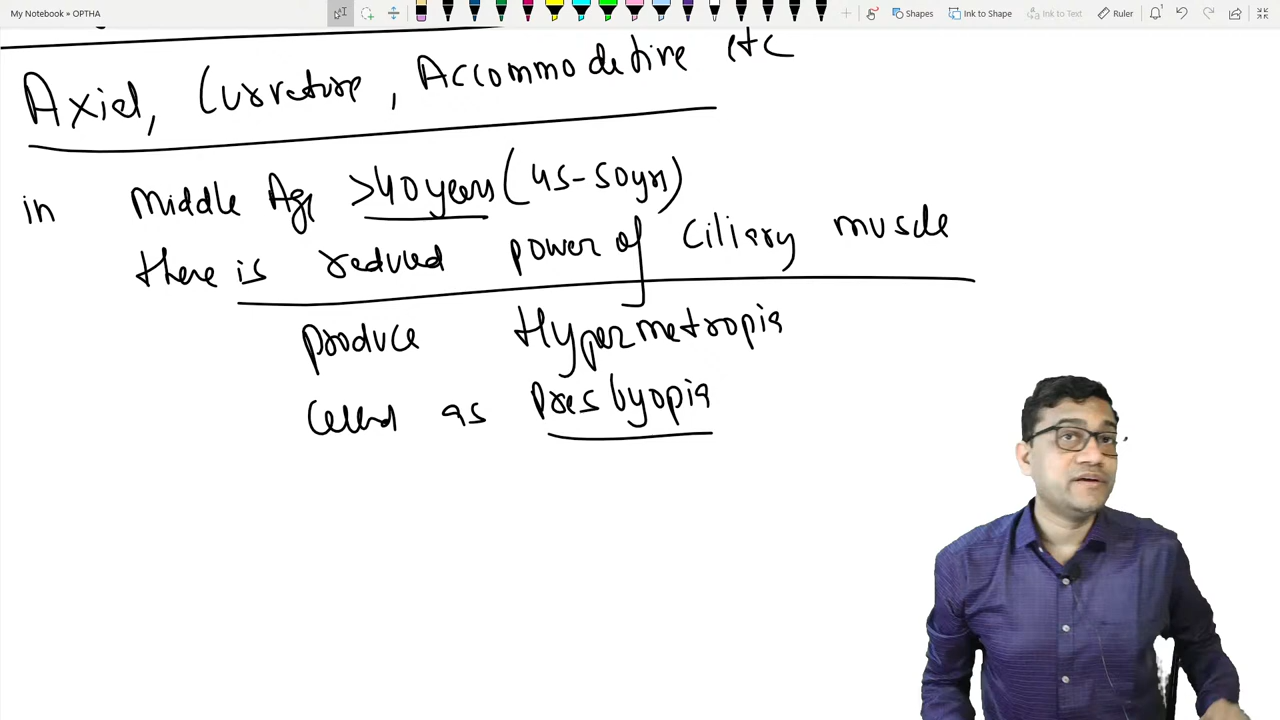 My Notebook » OPTHA
Shapes Ink to Shape Ink to Text Ruler
Axial, Curvature, Accommodative etc
in Middle Age >40 years (45-50yrs)
there is reduced power of Ciliary muscle
produce Hypermetropia
Called as Presbyopia